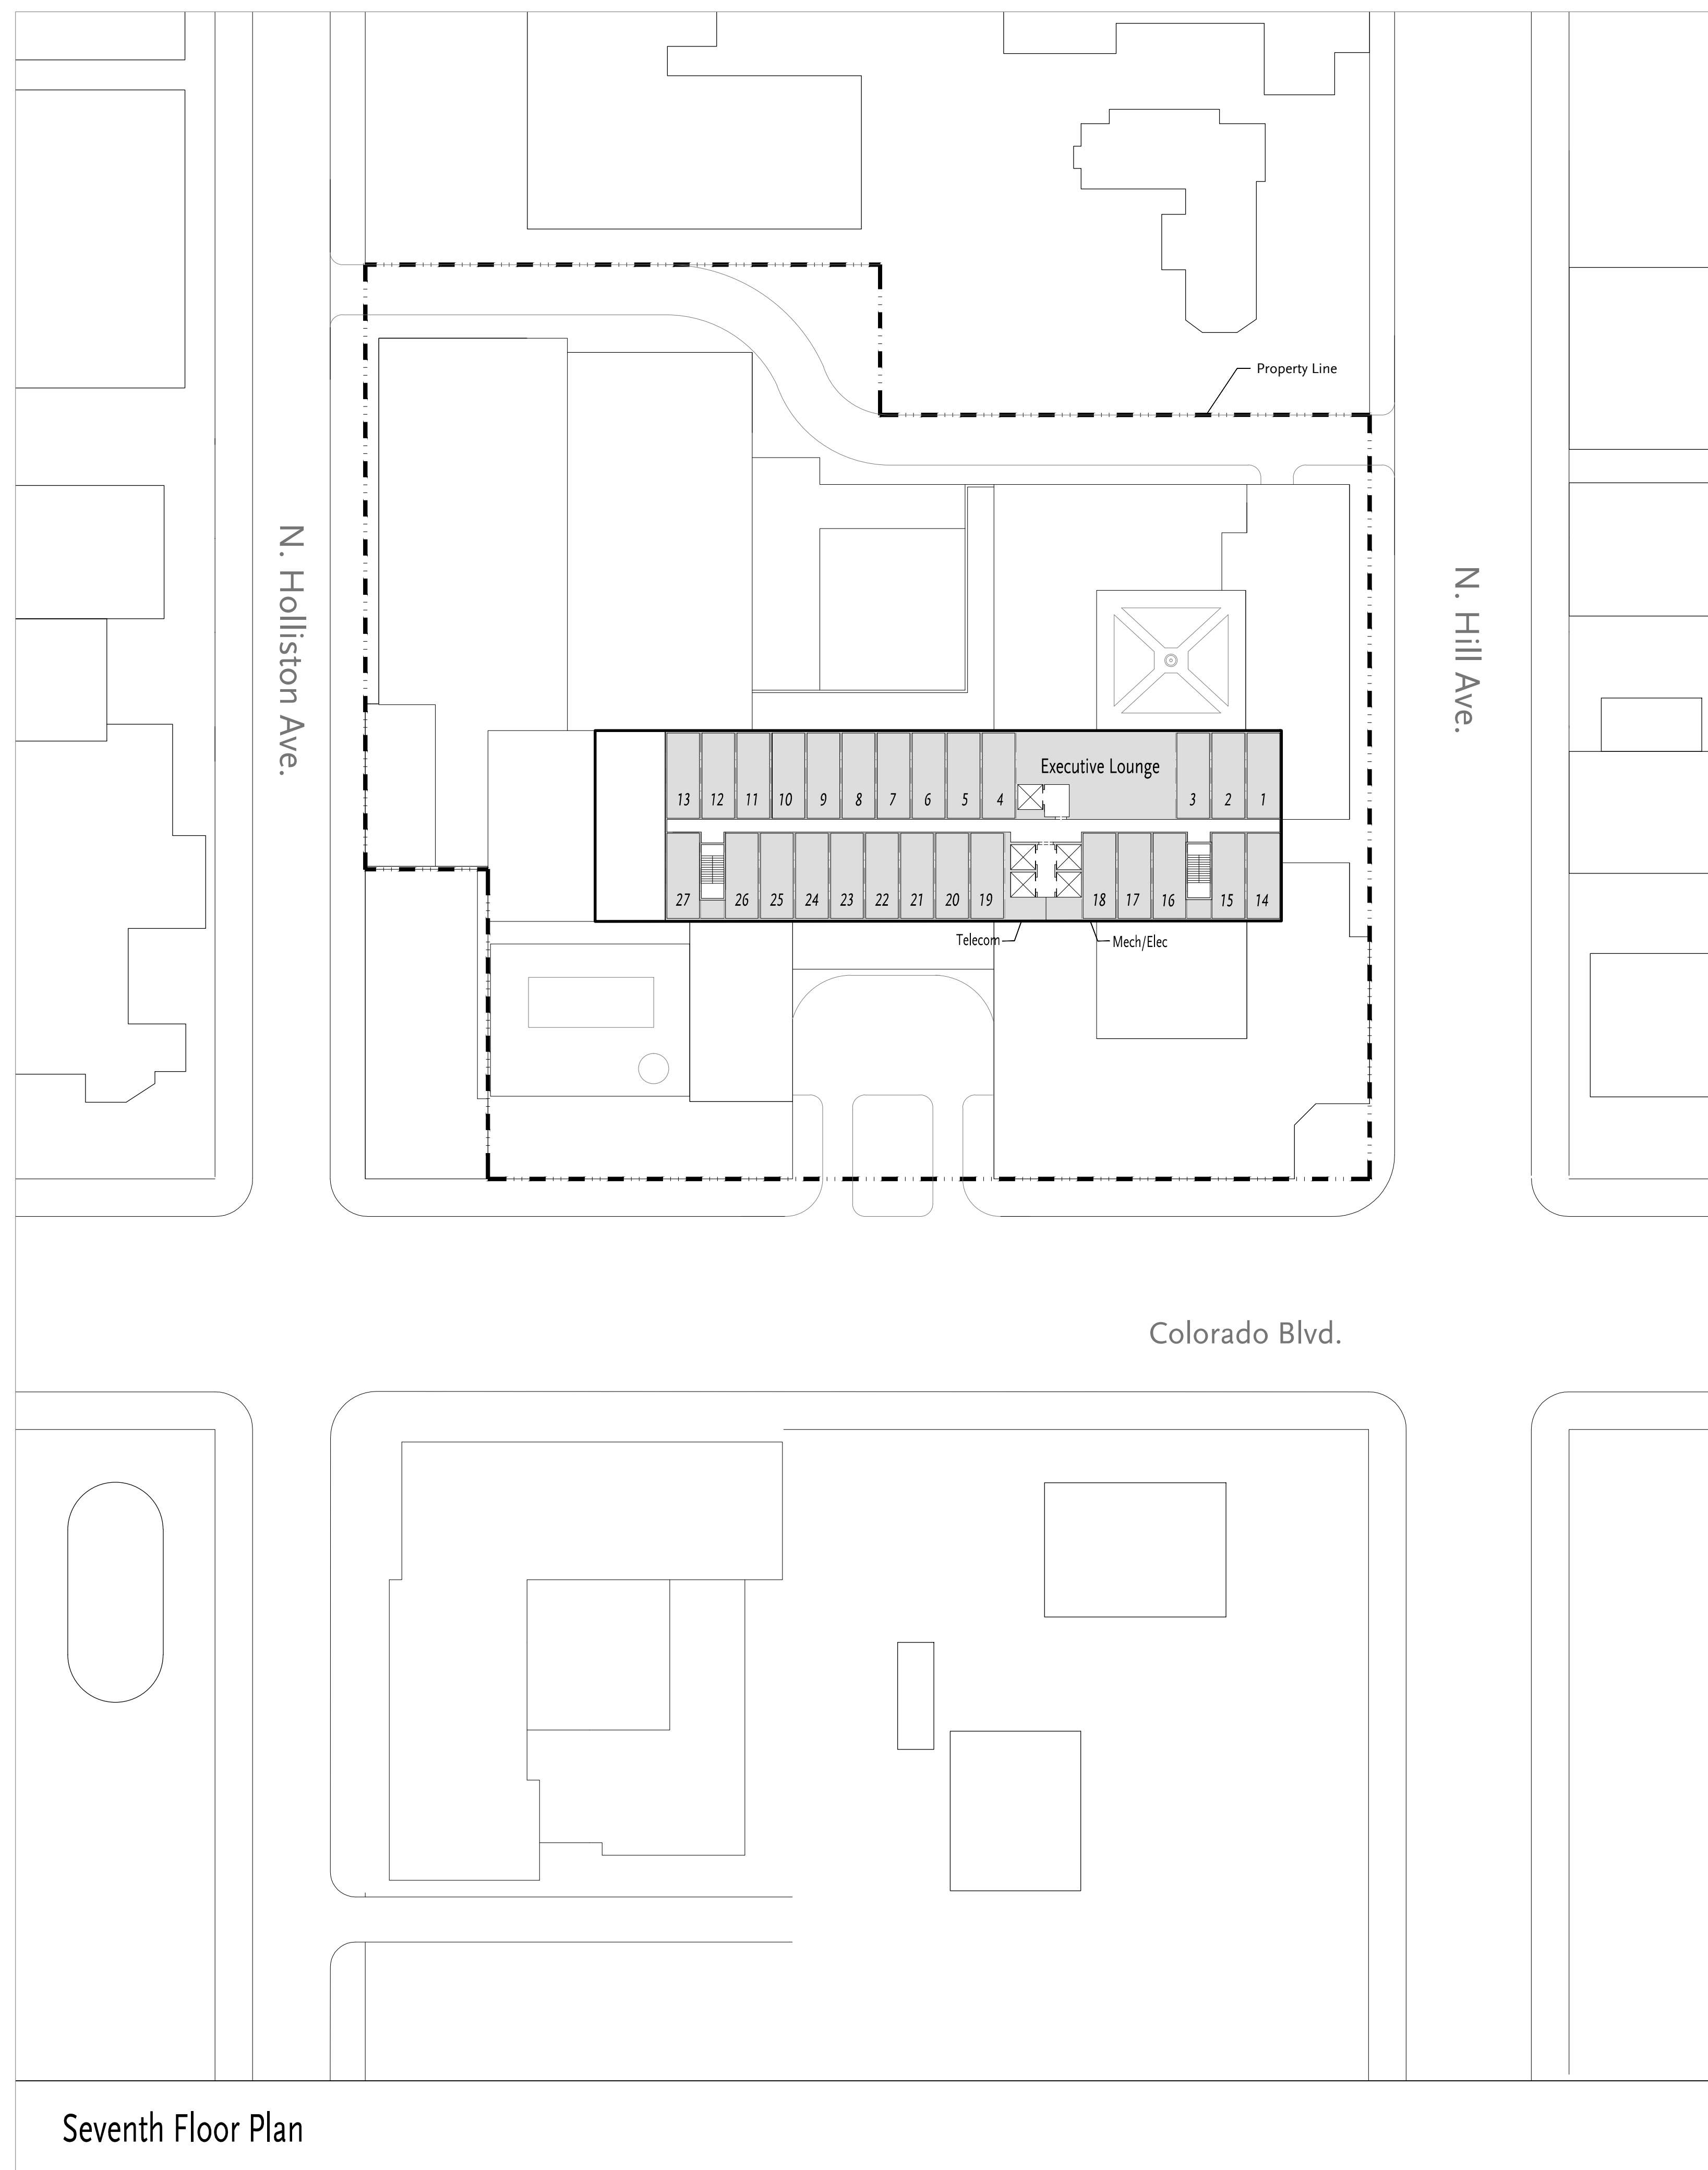 Property Line
N. Holliston Ave.
N. Hill Ave.
Executive Lounge
13 12 11 10 9 8 7 6 5 4 3 2 1
27 26 25 24 23 22 21 20 19 18 17 16 15 14
Telecom Mech/Elec
Colorado Blvd.
Seventh Floor Plan